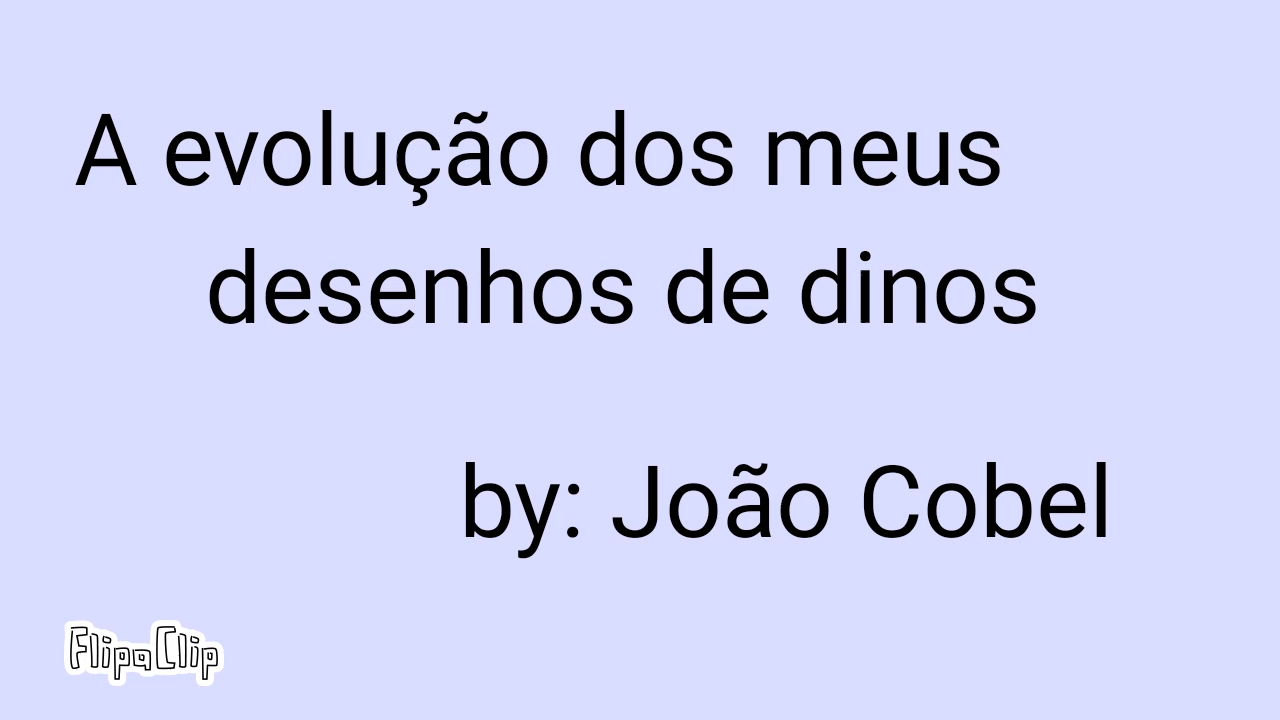 A evolução dos meus
desenhos de dinos
by: João Cobel
FlipaClip